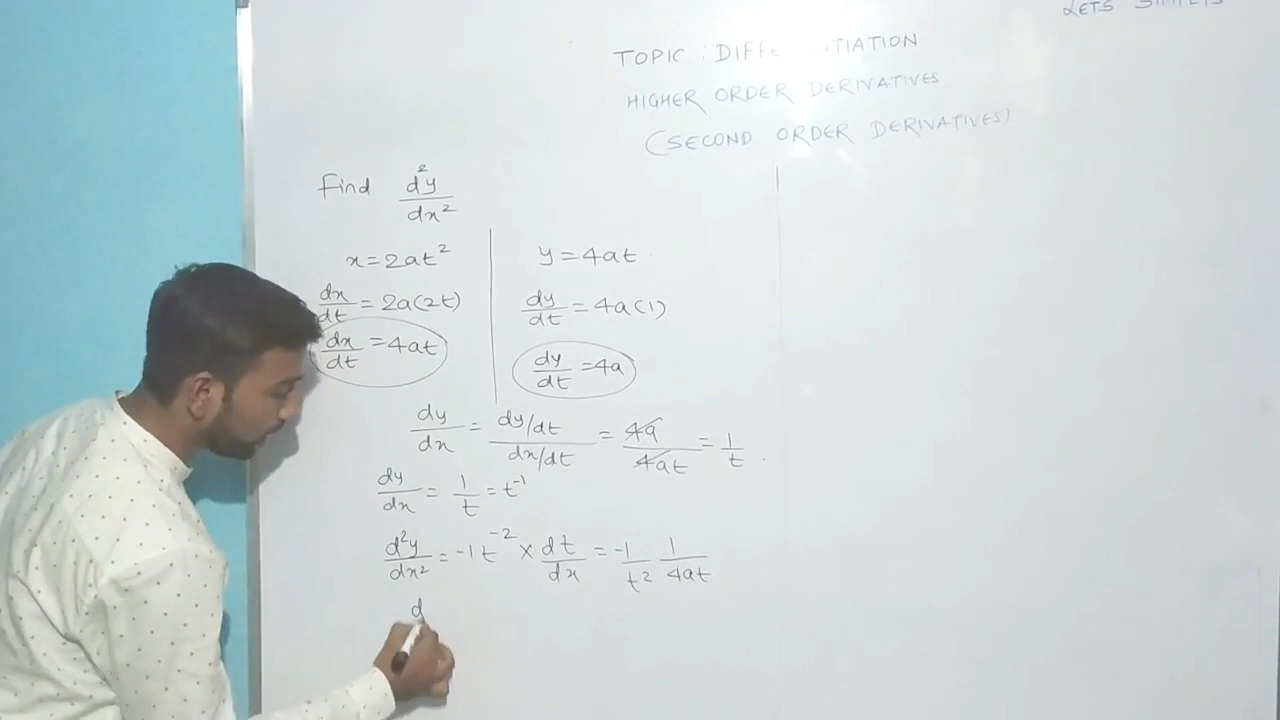 TOPIC : DIFFE TIATION
HIGHER ORDER DERIVATIVES
(SECOND ORDER DERIVATIVES)
Find d²y/dx²
x=2at²
dx/dt = 2a(2t)
dx/dt =4at
y=4at
dy/dt = 4a(1)
dy/dt =4a
dy/dx = (dy/dt)/(dx/dt) = 4a/4at = 1/t .
dy/dx = 1/t = t⁻¹
d²y/dx² = -1t⁻² × dt/dx = -1/t² 1/4at
d